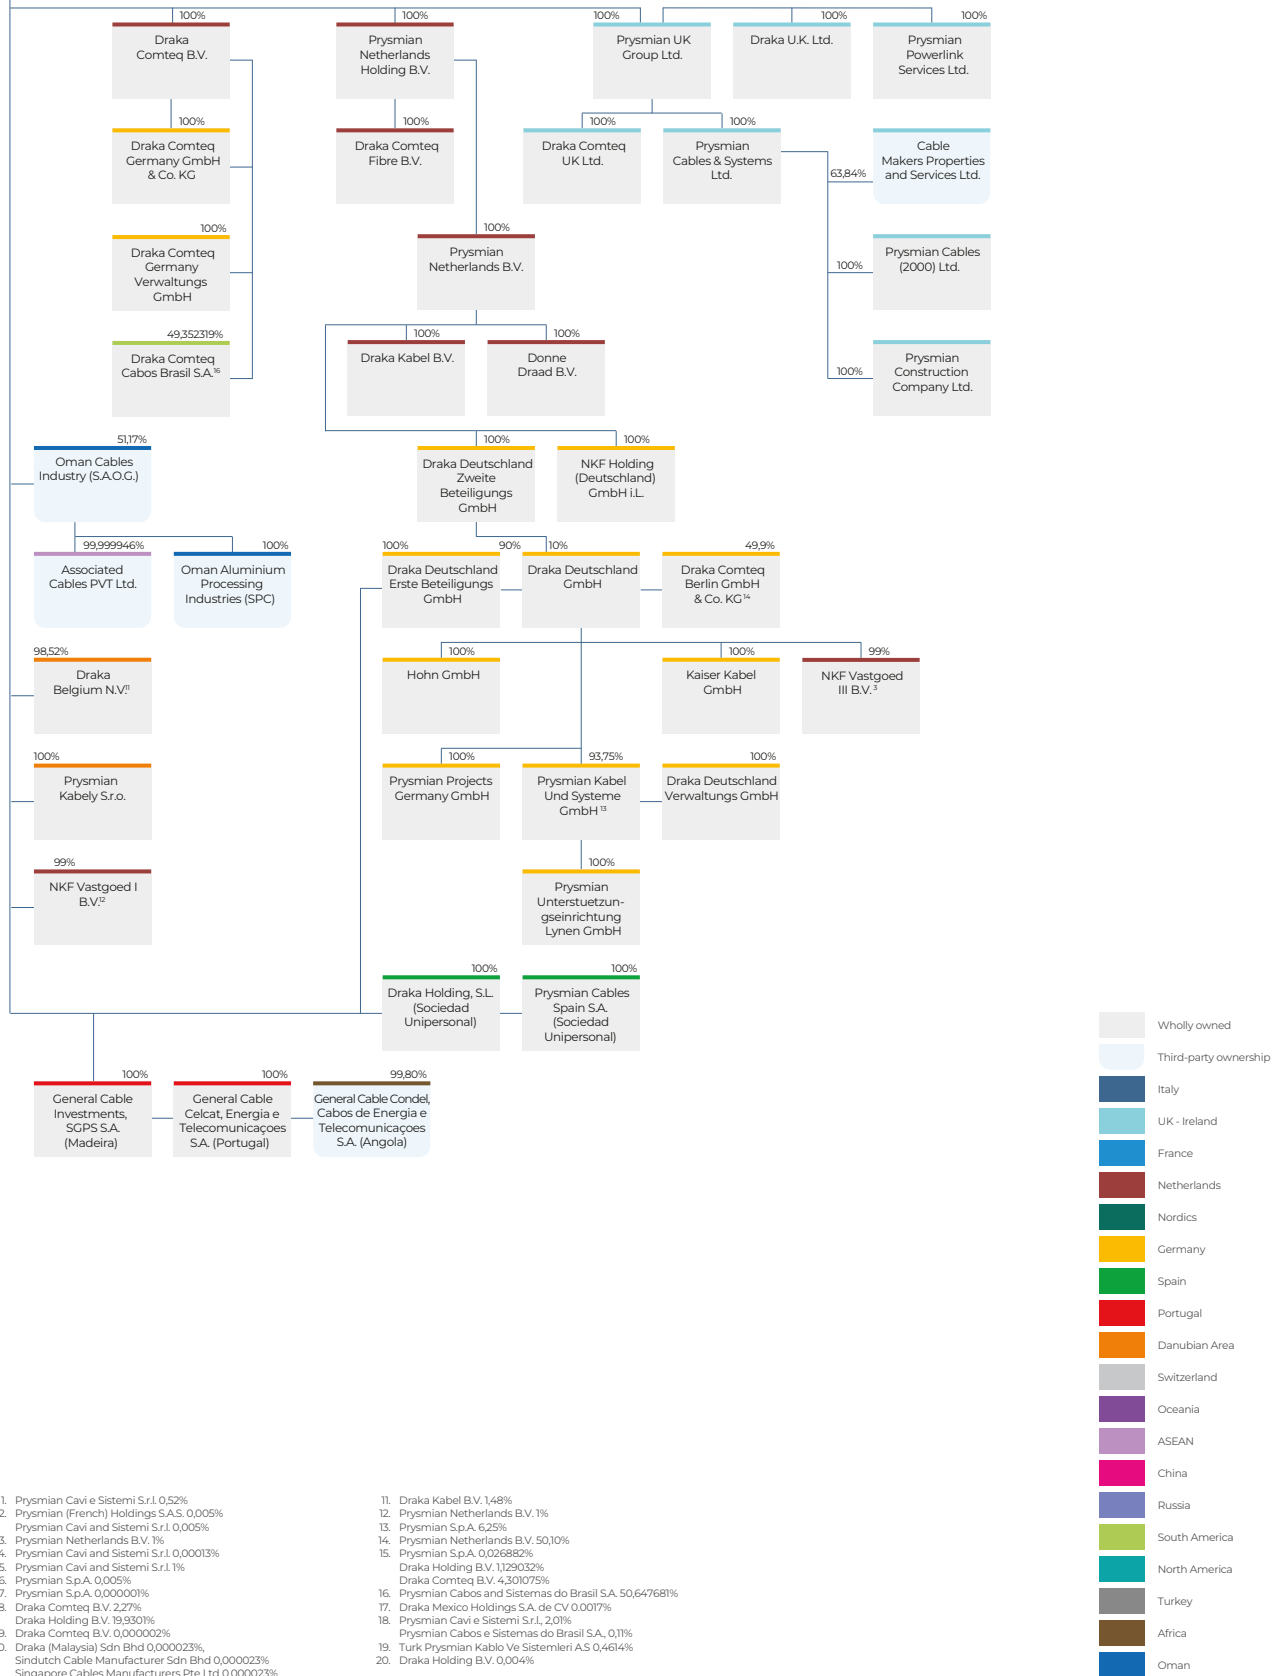 100%
Draka
Comteq B.V.
100%
Prysmian
Netherlands
Holding B.V.
100%
Prysmian UK
Group Ltd.
100%
Draka U.K. Ltd.
100%
Prysmian
Powerlink
Services Ltd.
100%
Draka Comteq
Germany GmbH
& Co. KG
100%
Draka Comteq
Fibre B.V.
100%
Draka Comteq
UK Ltd.
100%
Prysmian
Cables & Systems
Ltd.
63,84%
Cable
Makers Properties
and Services Ltd.
100%
Draka Comteq
Germany
Verwaltungs
GmbH
100%
Prysmian
Netherlands B.V.
100%
Prysmian Cables
(2000) Ltd.
49,352319%
Draka Comteq
Cabos Brasil S.A.16
100%
Draka Kabel B.V.
100%
Donne
Draad B.V.
100%
Prysmian
Construction
Company Ltd.
51,17%
Oman Cables
Industry (S.A.O.G.)
100%
Draka Deutschland
Zweite
Beteiligungs
GmbH
100%
NKF Holding
(Deutschland)
GmbH i.L.
99,999946%
Associated
Cables PVT Ltd.
100%
Oman Aluminium
Processing
Industries (SPC)
100%
Draka Deutschland
Erste Beteiligungs
GmbH
90%
10%
Draka Deutschland
GmbH
49,9%
Draka Comteq
Berlin GmbH
& Co. KG14
98,52%
Draka
Belgium N.V.11
100%
Hohn GmbH
100%
Kaiser Kabel
GmbH
99%
NKF Vastgoed
III B.V. 3
100%
Prysmian
Kabely S.r.o.
100%
Prysmian Projects
Germany GmbH
93,75%
Prysmian Kabel
Und Systeme
GmbH 13
100%
Draka Deutschland
Verwaltungs GmbH
99%
NKF Vastgoed I
B.V.12
100%
Prysmian
Unterstuetzun-
gseinrichtung
Lynen GmbH
100%
Draka Holding, S.L.
(Sociedad
Unipersonal)
100%
Prysmian Cables
Spain S.A.
(Sociedad
Unipersonal)
100%
General Cable
Investments,
SGPS S.A.
(Madeira)
100%
General Cable
Celcat, Energia e
Telecomunicaçoes
S.A. (Portugal)
99,80%
General Cable Condel,
Cabos de Energia e
Telecomunicaçoes
S.A. (Angola)
Wholly owned
Third-party ownership
Italy
UK - Ireland
France
Netherlands
Nordics
Germany
Spain
Portugal
Danubian Area
Switzerland
Oceania
ASEAN
China
Russia
South America
North America
Turkey
Africa
Oman
1. Prysmian Cavi e Sistemi S.r.l. 0,52%
2. Prysmian (French) Holdings S.A.S. 0,005%
Prysmian Cavi and Sistemi S.r.l. 0,005%
3. Prysmian Netherlands B.V. 1%
4. Prysmian Cavi and Sistemi S.r.l. 0,00013%
5. Prysmian Cavi and Sistemi S.r.l. 1%
6. Prysmian S.p.A. 0,005%
7. Prysmian S.p.A. 0,000001%
8. Draka Comteq B.V. 2,27%
Draka Holding B.V. 19,9301%
9. Draka Comteq B.V. 0,000002%
0. Draka (Malaysia) Sdn Bhd 0,000023%,
Sindutch Cable Manufacturer Sdn Bhd 0,000023%
Singapore Cables Manufacturers Pte Ltd 0,000023%
11. Draka Kabel B.V. 1,48%
12. Prysmian Netherlands B.V. 1%
13. Prysmian S.p.A. 6,25%
14. Prysmian Netherlands B.V. 50,10%
15. Prysmian S.p.A. 0,026882%
Draka Holding B.V. 1,129032%
Draka Comteq B.V. 4,301075%
16. Prysmian Cabos and Sistemas do Brasil S.A. 50,647681%
17. Draka Mexico Holdings S.A. de CV 0.0017%
18. Prysmian Cavi e Sistemi S.r.l., 2,01%
Prysmian Cabos e Sistemas do Brasil S.A., 0,11%
19. Turk Prysmian Kablo Ve Sistemleri A.S 0,4614%
20. Draka Holding B.V. 0,004%